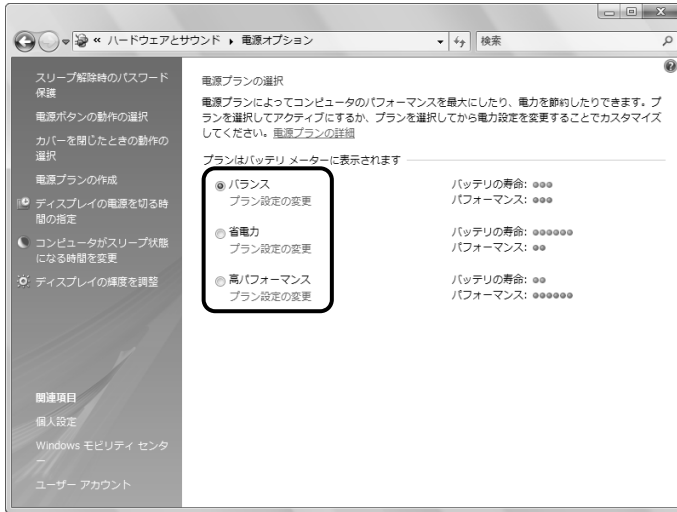 « ハードウェアとサウンド ▸ 電源オプション
検索
スリープ解除時のパスワード
保護
電源ボタンの動作の選択
カバーを閉じたときの動作の
選択
電源プランの作成
ディスプレイの電源を切る時
間の指定
コンピュータがスリープ状態
になる時間を変更
ディスプレイの輝度を調整
関連項目
個人設定
Windows モビリティ センタ
ー
ユーザー アカウント
電源プランの選択
電源プランによってコンピュータのパフォーマンスを最大にしたり、電力を節約したりできます。プ
ランを選択してアクティブにするか、プランを選択してから電力設定を変更することでカスタマイズ
してください。電源プランの詳細
プランはバッテリ メーターに表示されます
バランス
プラン設定の変更
バッテリの寿命:
パフォーマンス:
省電力
プラン設定の変更
バッテリの寿命:
パフォーマンス:
高パフォーマンス
プラン設定の変更
バッテリの寿命:
パフォーマンス: